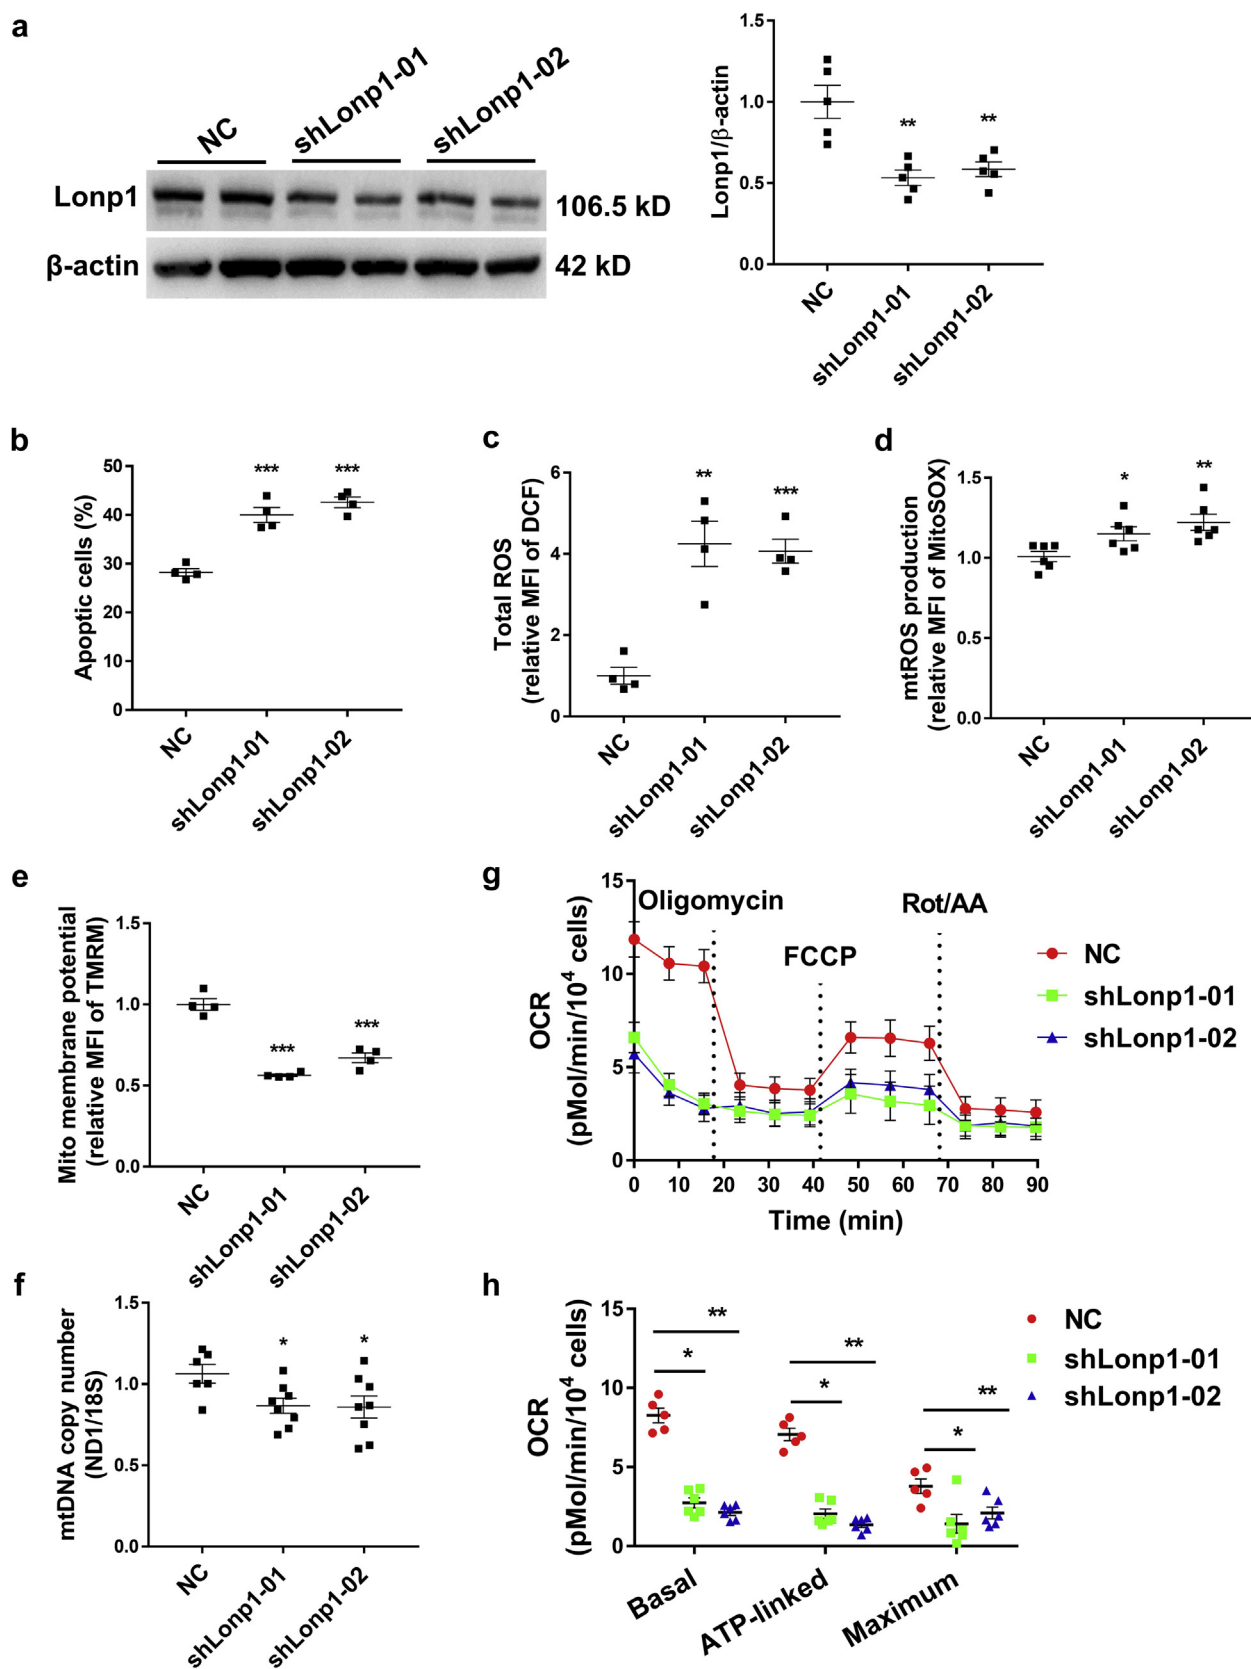 a
NC
shLonp1-01
shLonp1-02
Lonp1
106.5 kD
β-actin
42 kD
Lonp1/β-actin
1.5
1.0
0.5
0.0
**
**
NC
shLonp1-01
shLonp1-02
b
Apoptic cells (%)
50
40
30
20
10
0
***
***
NC
shLonp1-01
shLonp1-02
c
Total ROS
(relative MFI of DCF)
6
4
2
0
**
***
NC
shLonp1-01
shLonp1-02
d
mtROS production
(relative MFI of MitoSOX)
1.5
1.0
0.5
0.0
*
**
NC
shLonp1-01
shLonp1-02
e
Mito membrane potential
(relative MFI of TMRM)
1.5
1.0
0.5
0.0
***
***
NC
shLonp1-01
shLonp1-02
g
OCR
(pMol/min/10⁴ cells)
15
10
5
0
Oligomycin
FCCP
Rot/AA
0 10 20 30 40 50 60 70 80 90
Time (min)
NC
shLonp1-01
shLonp1-02
f
mtDNA copy number
(ND1/18S)
1.5
1.0
0.5
0.0
*
*
NC
shLonp1-01
shLonp1-02
h
OCR
(pMol/min/10⁴ cells)
15
10
5
0
**
*
**
*
**
*
Basal
ATP-linked
Maximum
NC
shLonp1-01
shLonp1-02